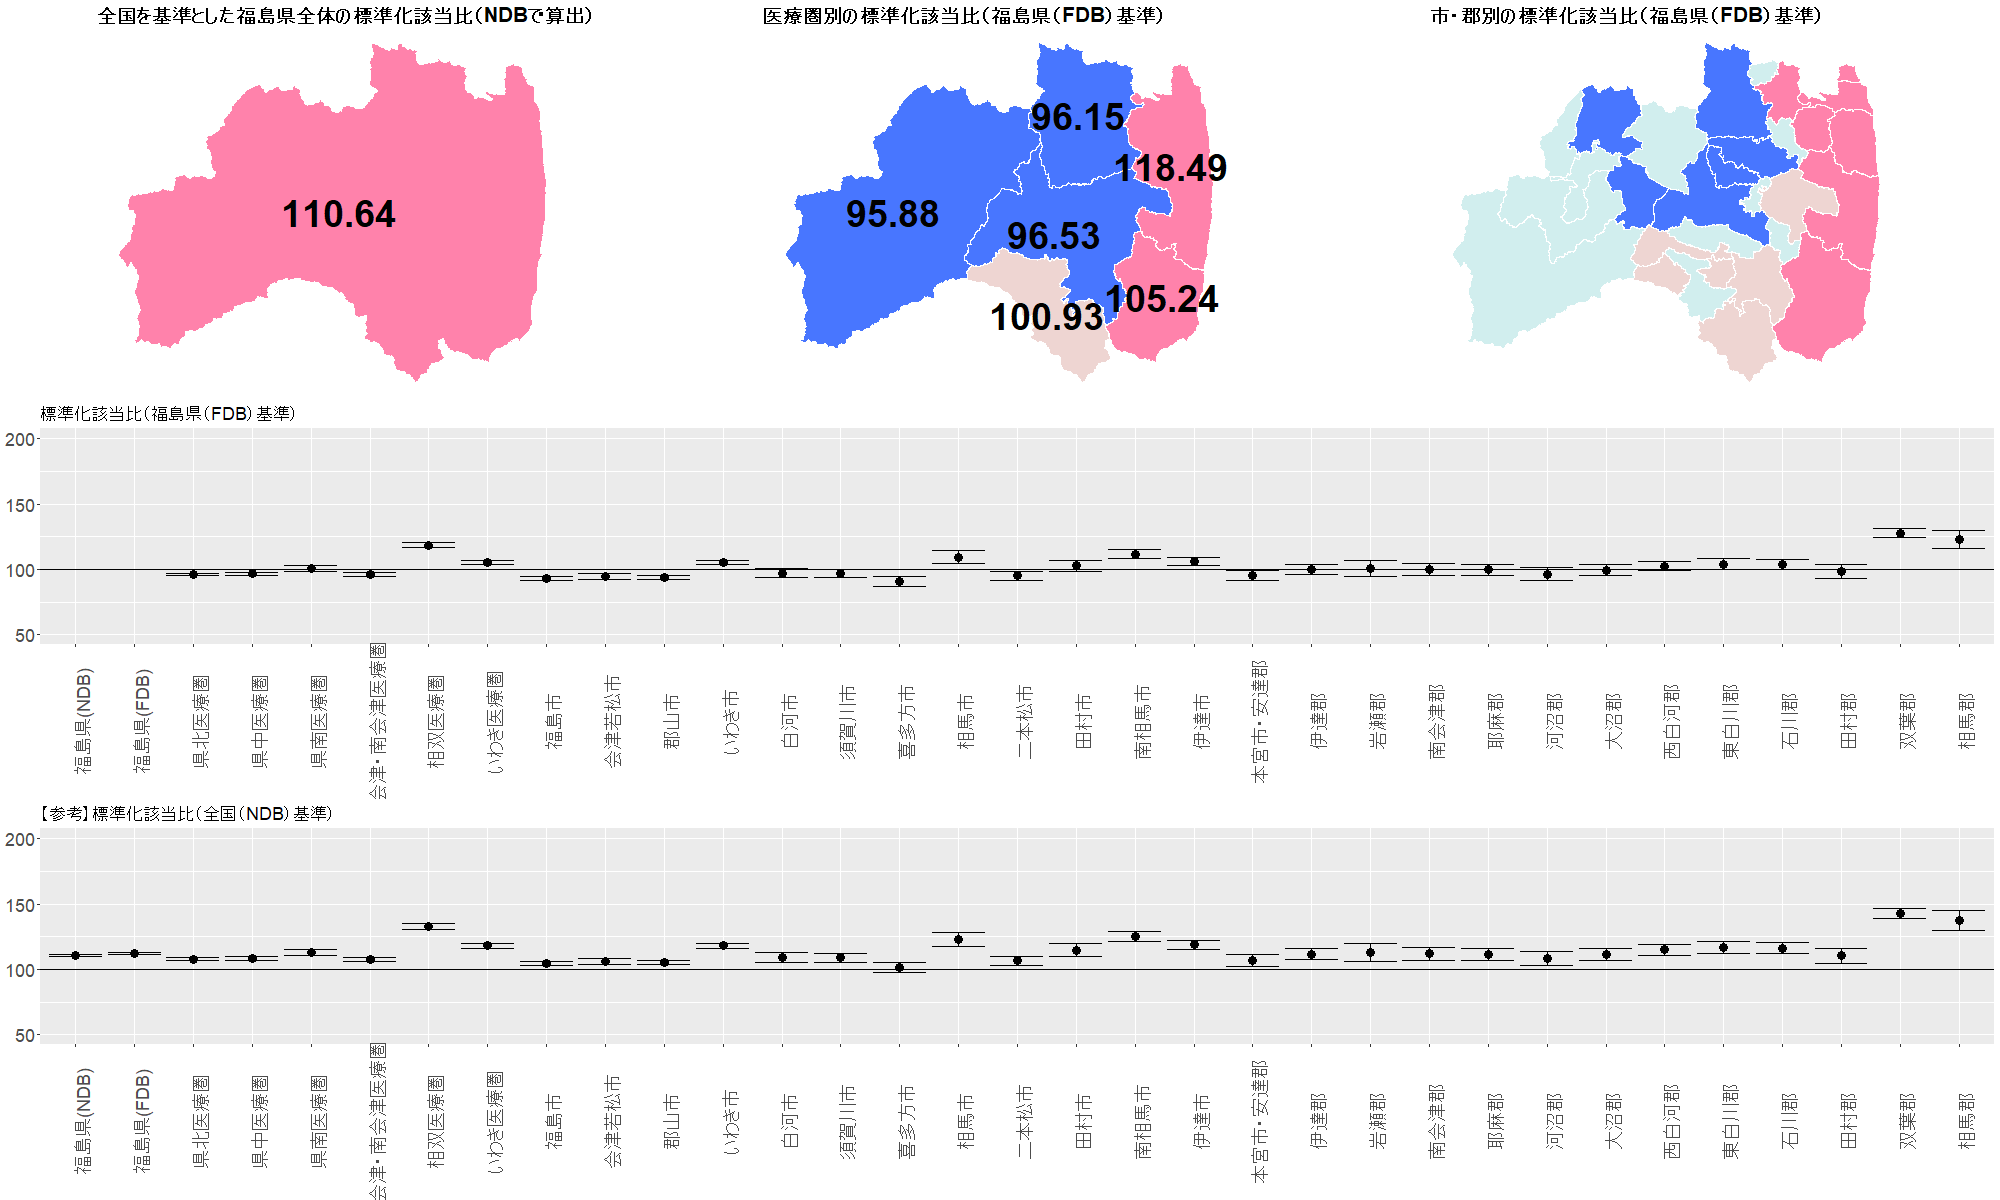 全国を基準とした福島県全体の標準化該当比（NDBで算出）
医療圏別の標準化該当比（福島県（FDB）基準）
市・郡別の標準化該当比（福島県（FDB）基準）
110.64
96.15
118.49
95.88
96.53
105.24
100.93
標準化該当比（福島県（FDB）基準）
200
150
100
50
福島県(NDB)
福島県(FDB)
県北医療圏
県中医療圏
県南医療圏
会津・南会津医療圏
相双医療圏
いわき医療圏
福島市
会津若松市
郡山市
いわき市
白河市
須賀川市
喜多方市
相馬市
二本松市
田村市
南相馬市
伊達市
本宮市・安達郡
伊達郡
岩瀬郡
南会津郡
耶麻郡
河沼郡
大沼郡
西白河郡
東白川郡
石川郡
田村郡
双葉郡
相馬郡
【参考】標準化該当比（全国（NDB）基準）
200
150
100
50
福島県(NDB)
福島県(FDB)
県北医療圏
県中医療圏
県南医療圏
会津・南会津医療圏
相双医療圏
いわき医療圏
福島市
会津若松市
郡山市
いわき市
白河市
須賀川市
喜多方市
相馬市
二本松市
田村市
南相馬市
伊達市
本宮市・安達郡
伊達郡
岩瀬郡
南会津郡
耶麻郡
河沼郡
大沼郡
西白河郡
東白川郡
石川郡
田村郡
双葉郡
相馬郡